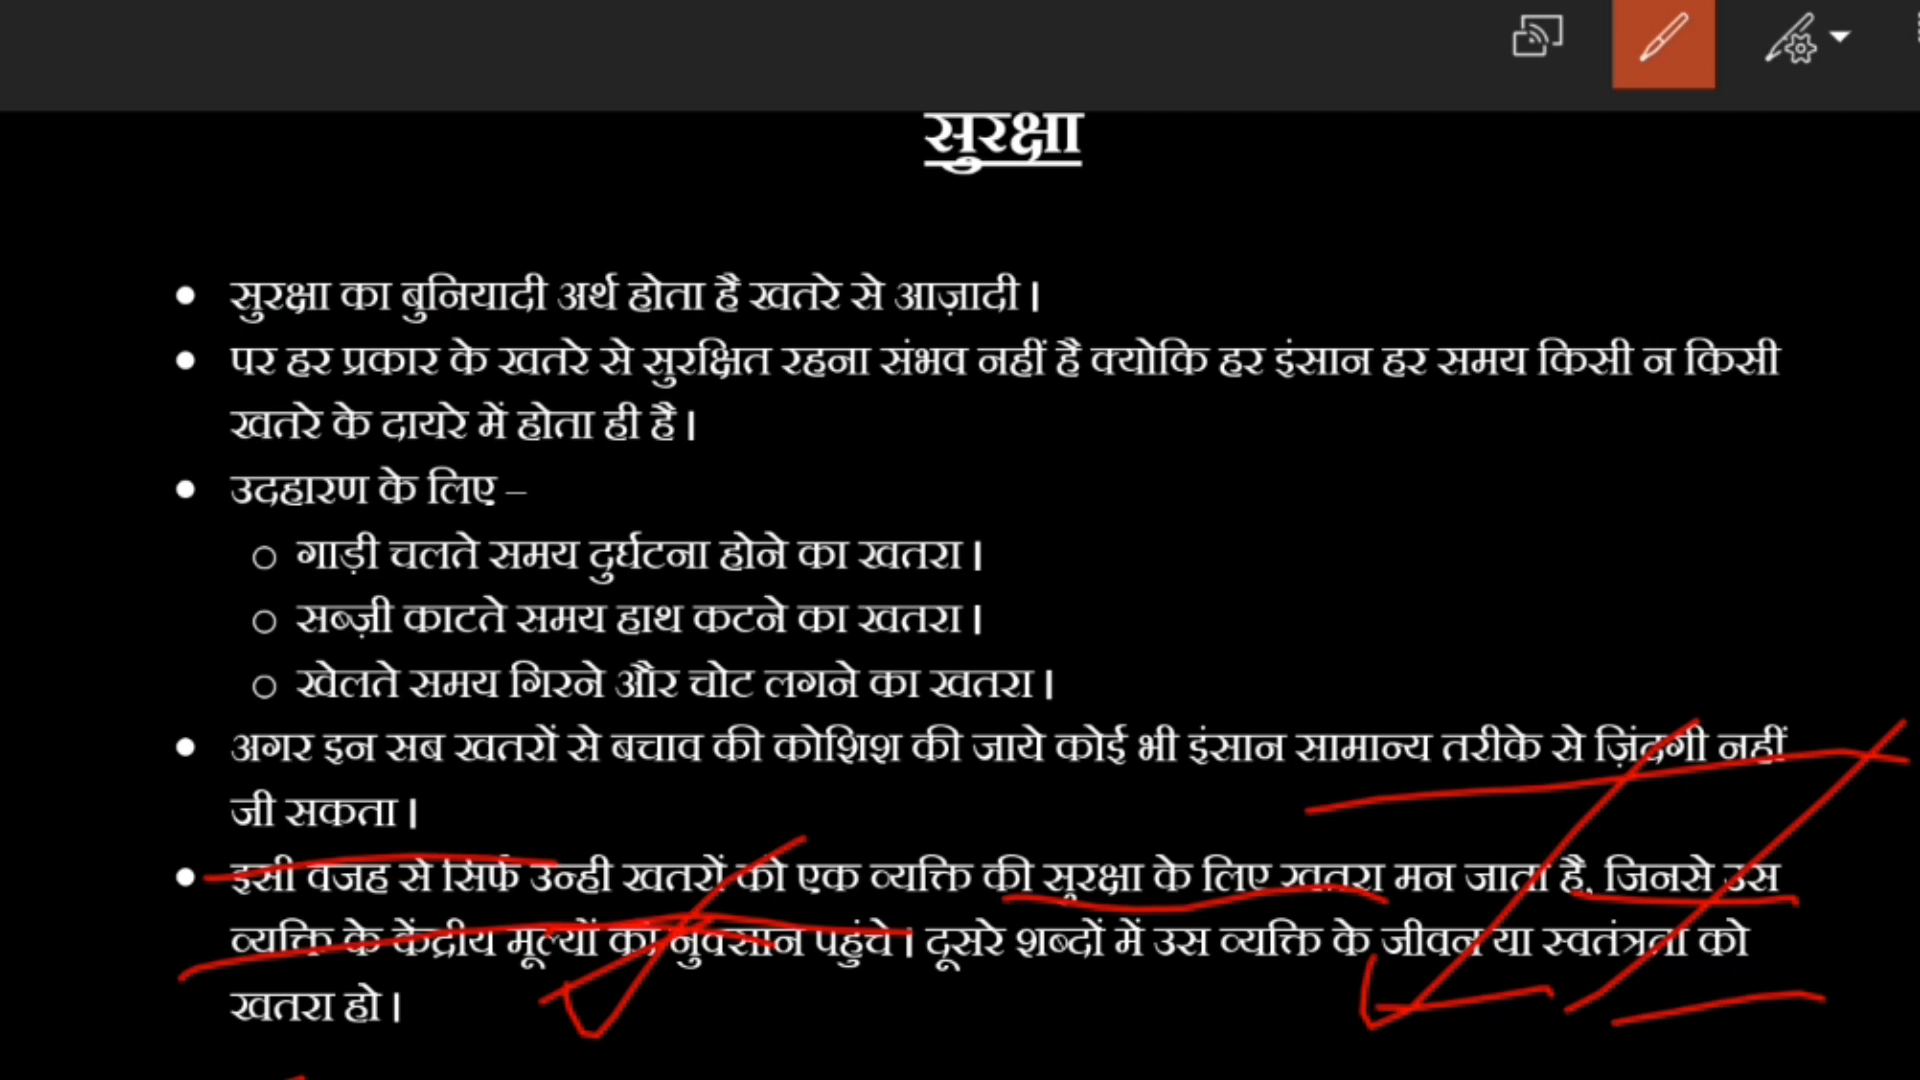 सुरक्षा
• सुरक्षा का बुनियादी अर्थ होता है खतरे से आज़ादी।
• पर हर प्रकार के खतरे से सुरक्षित रहना संभव नहीं है क्योकि हर इंसान हर समय किसी न किसी
खतरे के दायरे में होता ही है।
• उदहारण के लिए –
○ गाड़ी चलते समय दुर्घटना होने का खतरा।
○ सब्ज़ी काटते समय हाथ कटने का खतरा।
○ खेलते समय गिरने और चोट लगने का खतरा।
• अगर इन सब खतरों से बचाव की कोशिश की जाये कोई भी इंसान सामान्य तरीके से ज़िंदगी नहीं
जी सकता।
• इसी वजह से सिर्फ उन्ही खतरों को एक व्यक्ति की सुरक्षा के लिए खतरा मन जाता है, जिनसे उस
व्यक्ति के केंद्रीय मूल्यों को नुक्सान पहुंचे। दूसरे शब्दों में उस व्यक्ति के जीवन या स्वतंत्रता को
खतरा हो।